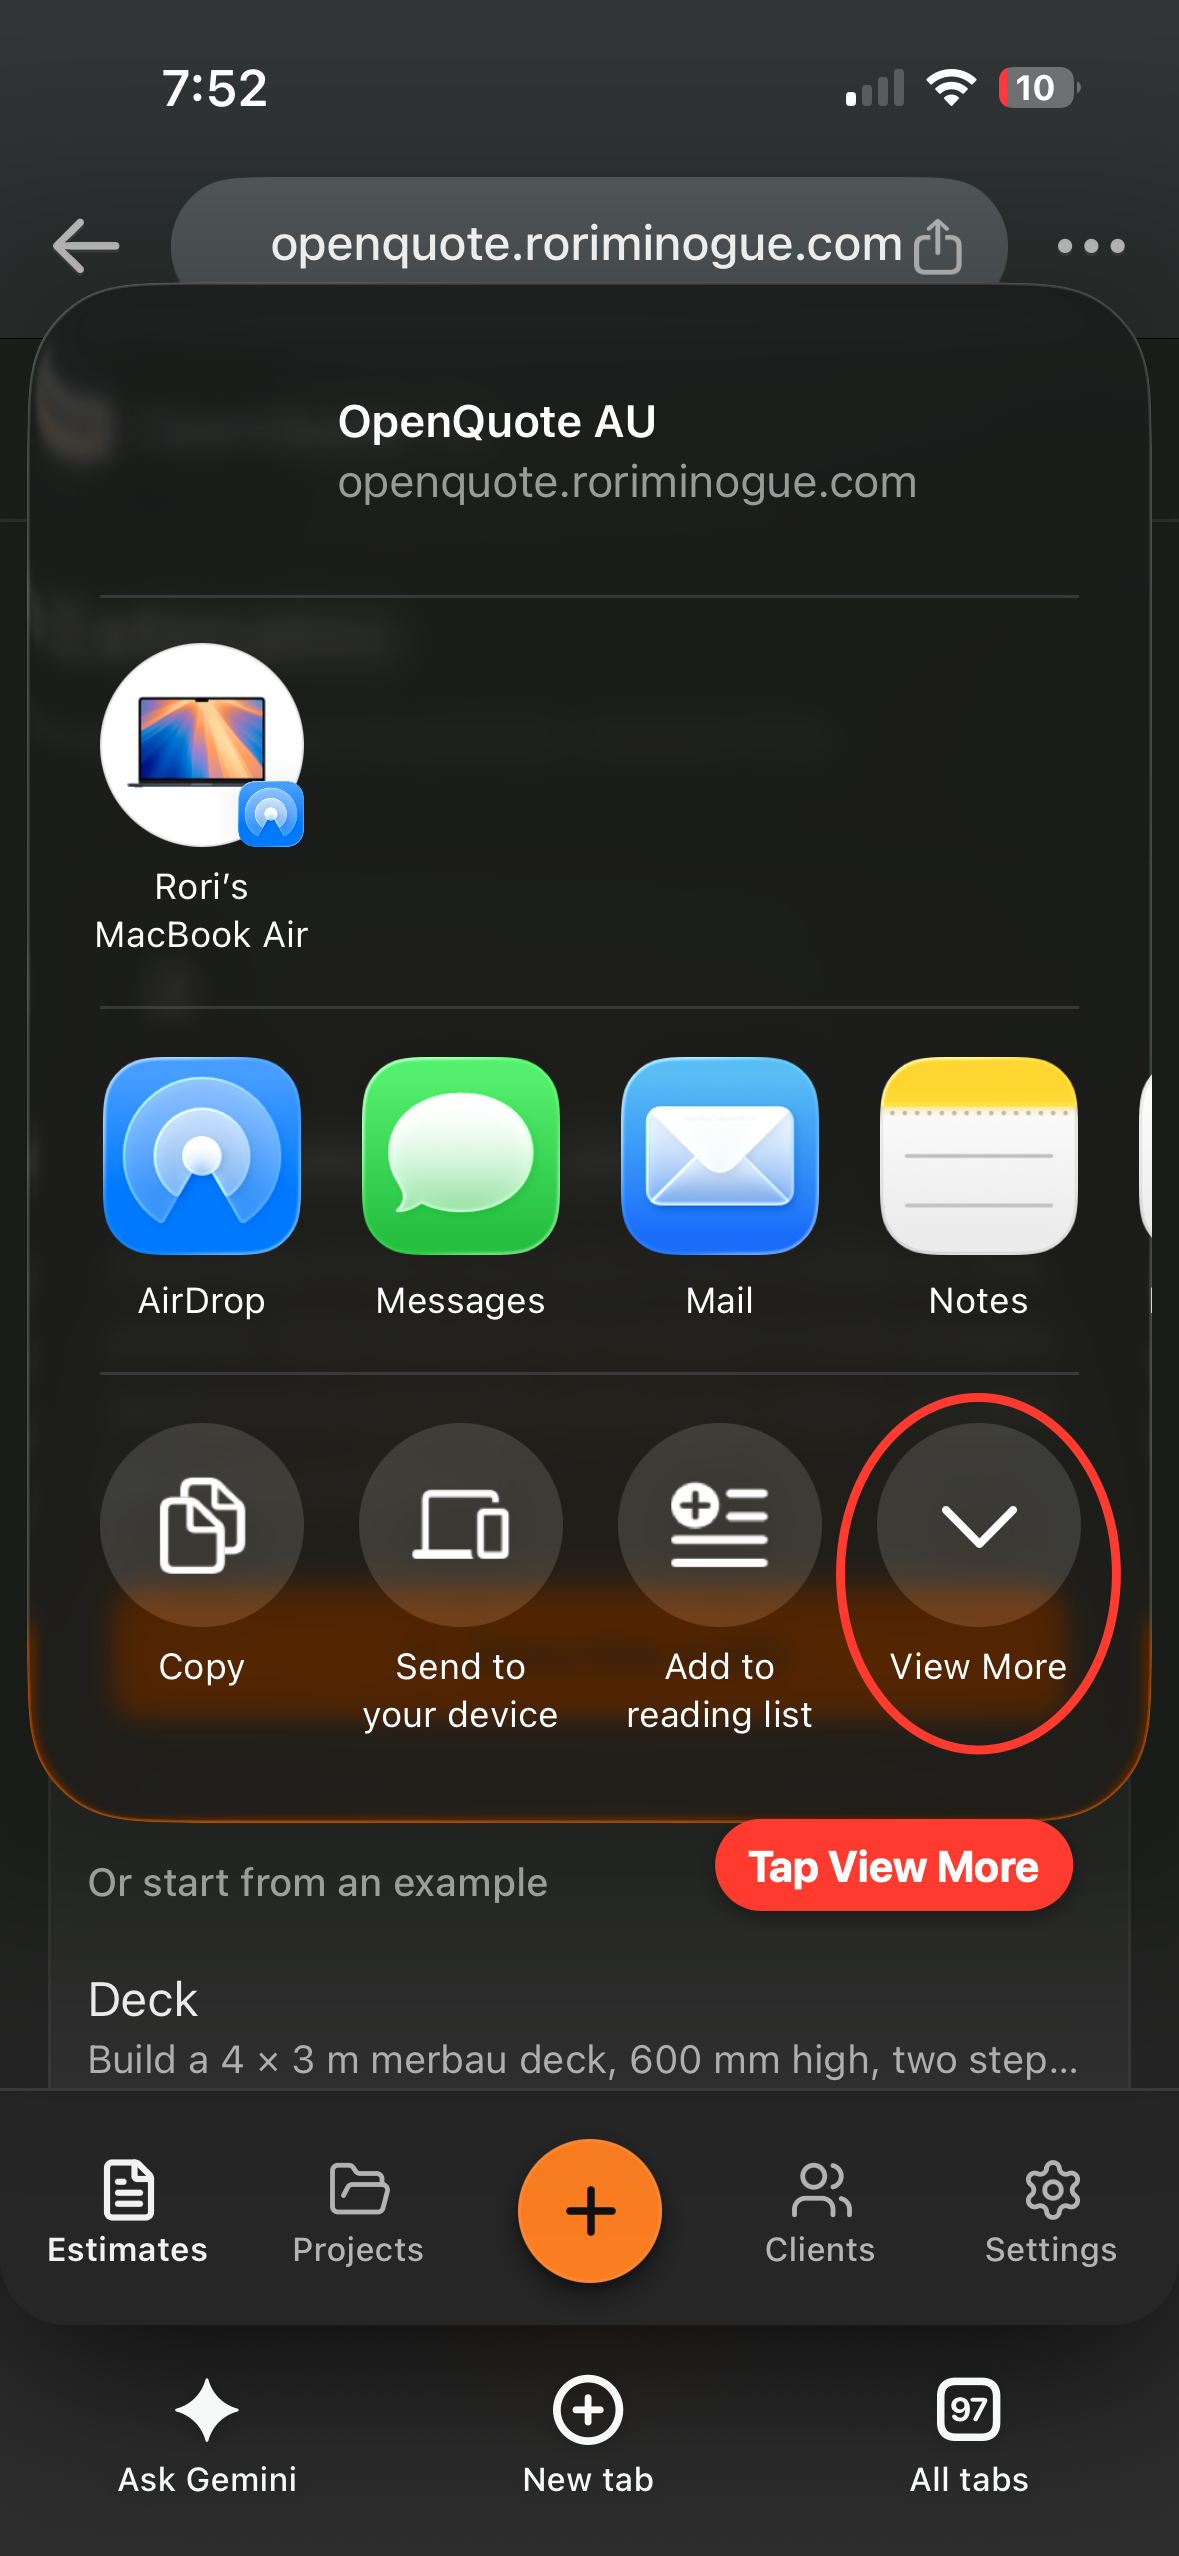 7:52
10
openquote.roriminogue.com
OpenQuote AU
openquote.roriminogue.com
Rori’s
MacBook Air
AirDrop
Messages
Mail
Notes
Copy
Send to
your device
Add to
reading list
View More
Or start from an example
Tap View More
Deck
Build a 4 × 3 m merbau deck, 600 mm high, two step...
Estimates
Projects
Clients
Settings
97
Ask Gemini
New tab
All tabs